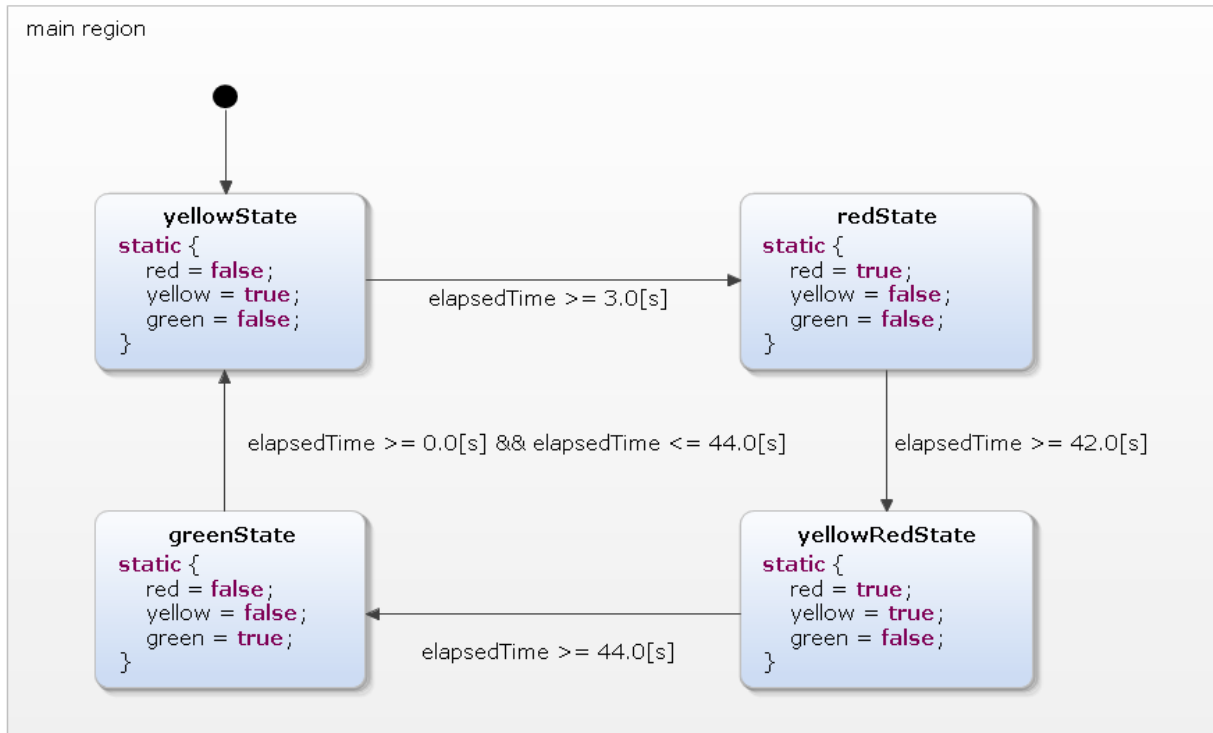 main region
yellowState
static {
red = false;
yellow = true;
green = false;
}
elapsedTime >= 3.0[s]
redState
static {
red = true;
yellow = false;
green = false;
}
elapsedTime >= 0.0[s] && elapsedTime <= 44.0[s]
elapsedTime >= 42.0[s]
greenState
static {
red = false;
yellow = false;
green = true;
}
elapsedTime >= 44.0[s]
yellowRedState
static {
red = true;
yellow = true;
green = false;
}